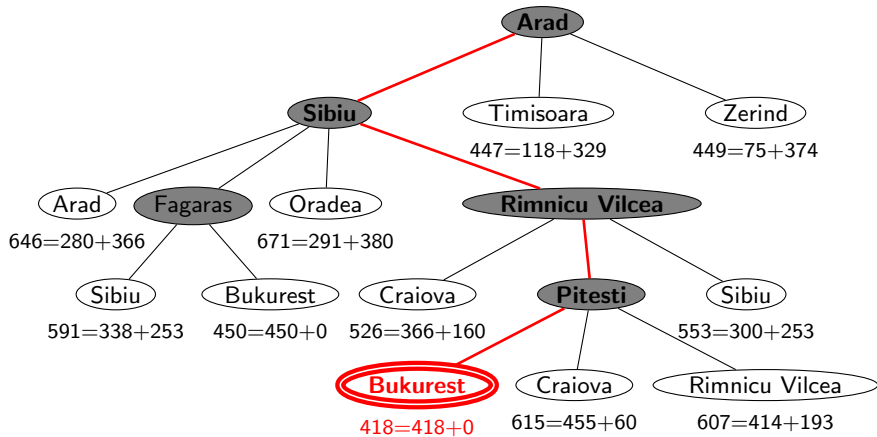 Arad
Sibiu Timisoara Zerind
447=118+329 449=75+374
Arad Fagaras Oradea Rimnicu Vilcea
646=280+366 671=291+380
Sibiu Bukurest Craiova Pitesti Sibiu
591=338+253 450=450+0 526=366+160 553=300+253
Bukurest Craiova Rimnicu Vilcea
418=418+0 615=455+60 607=414+193